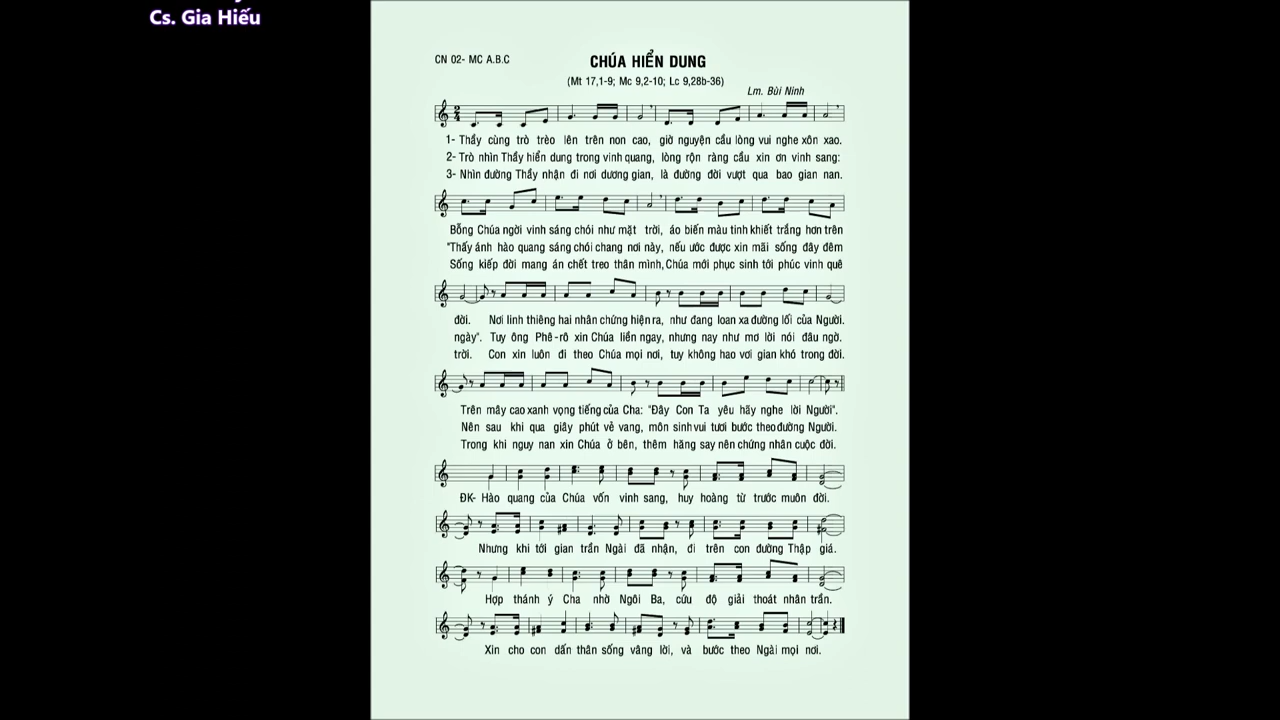 Cs. Gia Hiếu
CN 02- MC A.B.C
CHÚA HIỂN DUNG
(Mt 17,1-9; Mc 9,2-10; Lc 9,28b-36)
Lm. Bùi Ninh
1- Thầy cùng trò trèo lên trên non cao, giờ nguyện cầu lòng vui nghe xôn xao.
2- Trò nhìn Thầy hiển dung trong vinh quang, lòng rộn ràng cầu xin ơn vinh sang:
3- Nhìn đường Thầy nhận đi nơi dương gian, là đường đời vượt qua bao gian nan.
Bỗng Chúa ngời vinh sáng chói như mặt trời, áo biến màu tinh khiết trắng hơn trên
"Thấy ánh hào quang sáng chói chang nơi này, nếu ước được xin mãi sống đây đêm
Sống kiếp đời mang án chết treo thân mình, Chúa mới phục sinh tới phúc vinh quê
đời. Nơi linh thiêng hai nhân chứng hiện ra, như đang loan xa đường lối của Người.
ngày". Tuy ông Phê-rô xin Chúa liền ngay, nhưng nay như mơ lời nói đâu ngờ.
trời. Con xin luôn đi theo Chúa mọi nơi, tuy không hao vơi gian khó trong đời.
Trên mây cao xanh vọng tiếng của Cha: "Đây Con Ta yêu hãy nghe lời Người".
Nên sau khi qua giây phút vẻ vang, môn sinh vui tươi bước theo đường Người.
Trong khi nguy nan xin Chúa ở bên, thêm hăng say nên chứng nhân cuộc đời.
ĐK- Hào quang của Chúa vốn vinh sang, huy hoàng từ trước muôn đời.
Nhưng khi tới gian trần Ngài đã nhận, đi trên con đường Thập giá.
Hợp thánh ý Cha nhờ Ngôi Ba, cứu độ giải thoát nhân trần.
Xin cho con dấn thân sống vâng lời, và bước theo Ngài mọi nơi.